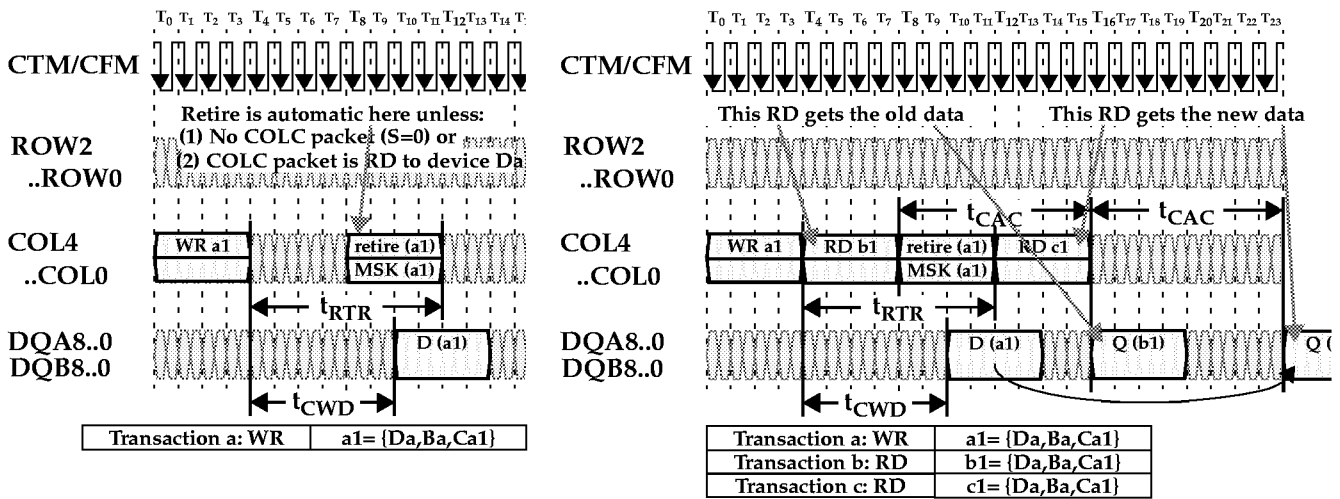 T0 T1 T2 T3 T4 T5 T6 T7 T8 T9 T10 T11 T12 T13 T14 T1
CTM/CFM
Retire is automatic here unless:
(1) No COLC packet (S=0) or
(2) COLC packet is RD to device Da
ROW2
..ROW0
COL4
..COL0
WR a1
retire (a1)
MSK (a1)
tRTR
DQA8..0
DQB8..0
D (a1)
tCWD
Transaction a: WR a1= {Da,Ba,Ca1}
T0 T1 T2 T3 T4 T5 T6 T7 T8 T9 T10 T11 T12 T13 T14 T15 T16 T17 T18 T19 T20 T21 T22 T23
CTM/CFM
This RD gets the old data
This RD gets the new data
ROW2
..ROW0
tCAC
tCAC
COL4
..COL0
WR a1
RD b1
retire (a1)
RD c1
MSK (a1)
tRTR
DQA8..0
DQB8..0
D (a1)
Q (b1)
Q (
tCWD
Transaction a: WR a1= {Da,Ba,Ca1}
Transaction b: RD b1= {Da,Ba,Ca1}
Transaction c: RD c1= {Da,Ba,Ca1}